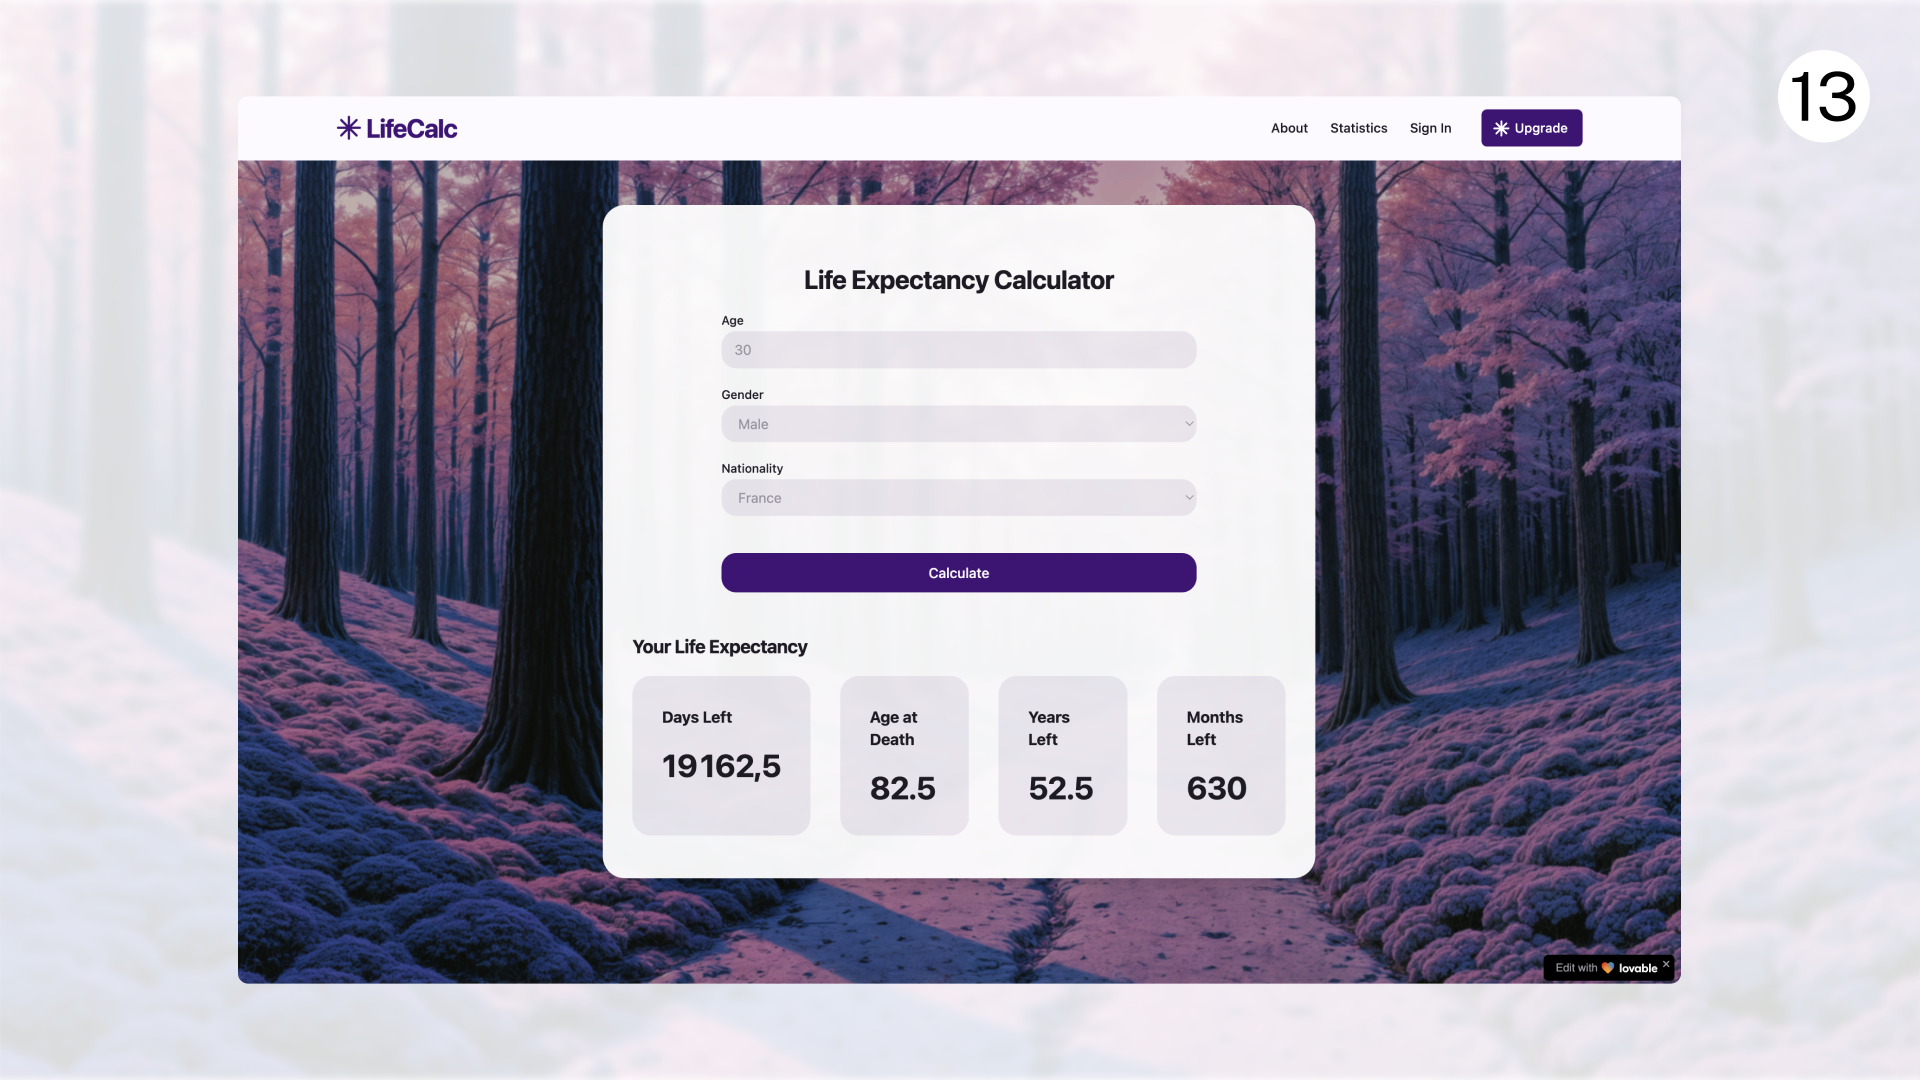 13
LifeCalc
About
Statistics
Sign In
Upgrade
Life Expectancy Calculator
Age
30
Gender
Male
Nationality
France
Calculate
Your Life Expectancy
Days Left
19 162,5
Age at
Death
82.5
Years
Left
52.5
Months
Left
630
Edit with lovable